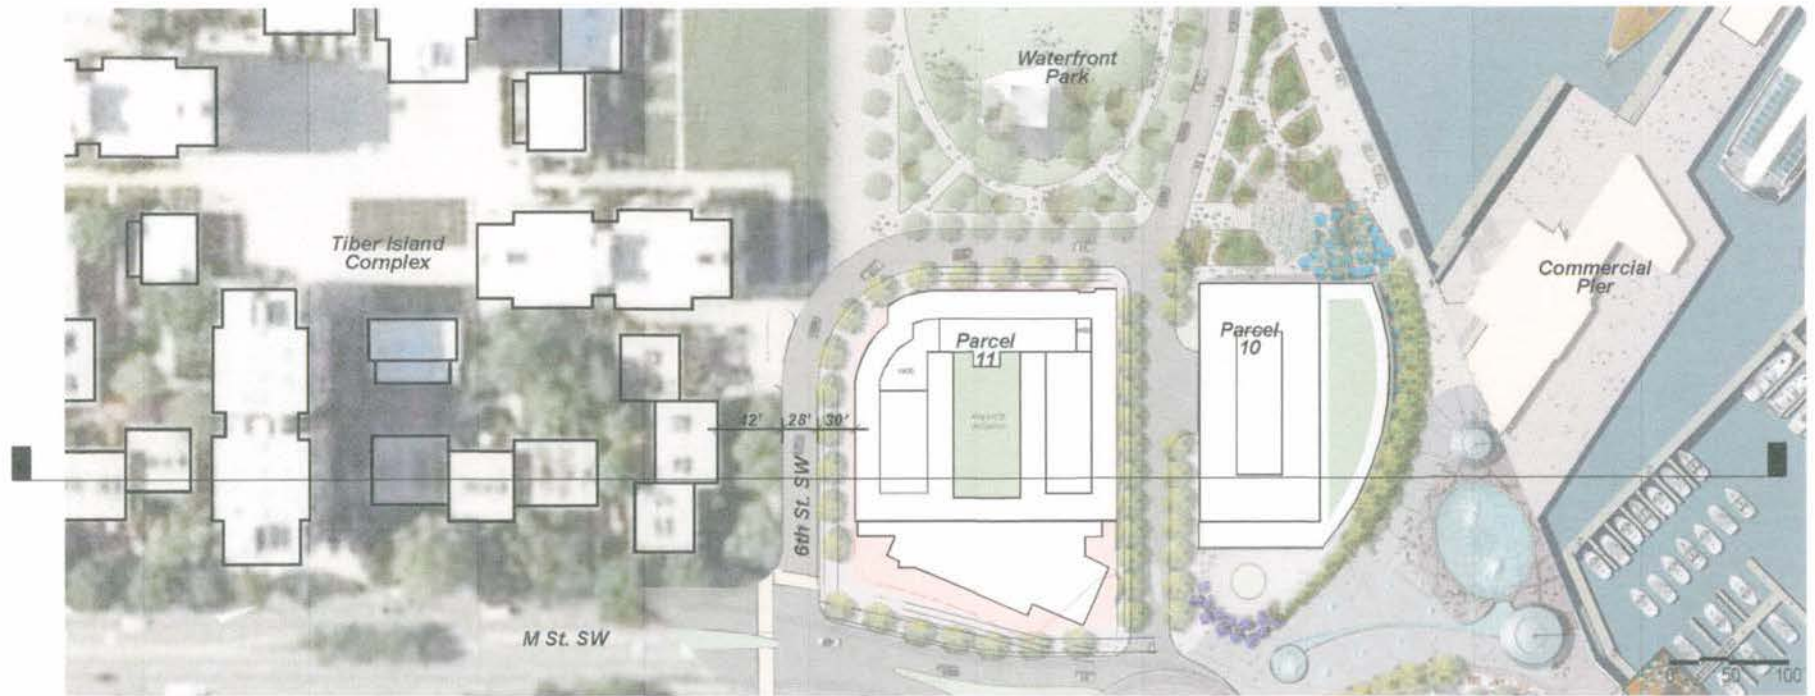 Waterfront
Park
Tiber Island
Complex
Commercial
Pier
Parcel
11
Parcel
10
42' 28' 30'
6th St. SW
M St. SW
0 50 100